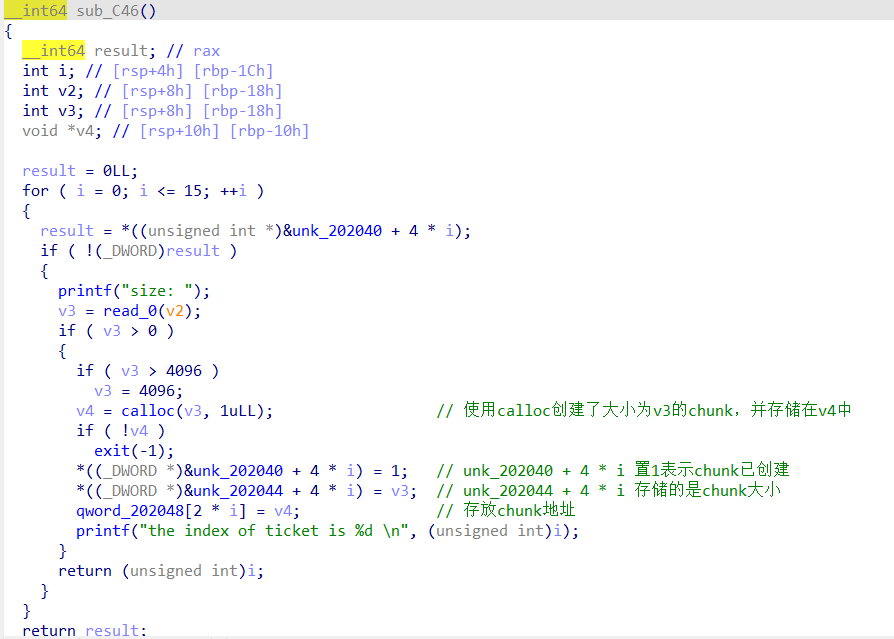 __int64 sub_C46()
{
  __int64 result; // rax
  int i; // [rsp+4h] [rbp-1Ch]
  int v2; // [rsp+8h] [rbp-18h]
  int v3; // [rsp+8h] [rbp-18h]
  void *v4; // [rsp+10h] [rbp-10h]

  result = 0LL;
  for ( i = 0; i <= 15; ++i )
  {
    result = *((unsigned int *)&unk_202040 + 4 * i);
    if ( !(_DWORD)result )
    {
      printf("size: ");
      v3 = read_0(v2);
      if ( v3 > 0 )
      {
        if ( v3 > 4096 )
          v3 = 4096;
        v4 = calloc(v3, 1uLL);                  // 使用calloc创建了大小为v3的chunk，并存储在v4中
        if ( !v4 )
          exit(-1);
        *((_DWORD *)&unk_202040 + 4 * i) = 1;   // unk_202040 + 4 * i 置1表示chunk已创建
        *((_DWORD *)&unk_202044 + 4 * i) = v3;  // unk_202044 + 4 * i 存储的是chunk大小
        qword_202048[2 * i] = v4;               // 存放chunk地址
        printf("the index of ticket is %d \n", (unsigned int)i);
      }
      return (unsigned int)i;
    }
  }
  return result;